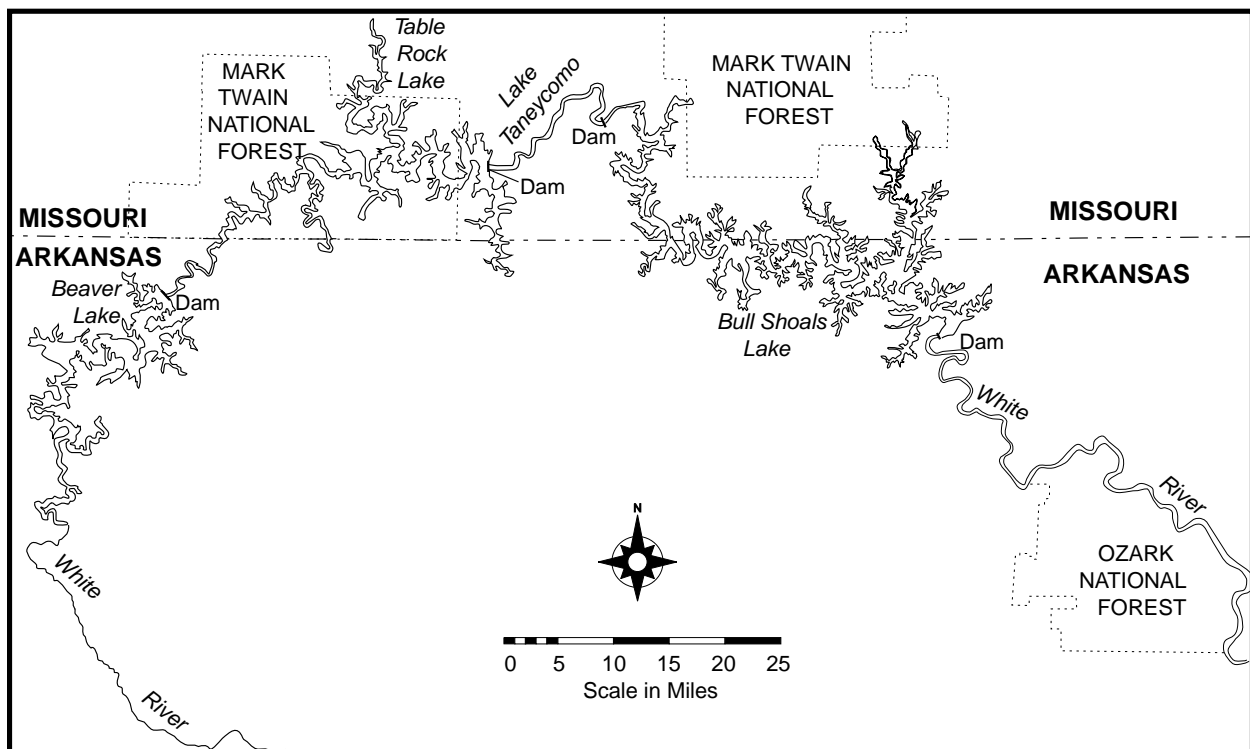 Table
Rock
Lake
MARK
TWAIN
NATIONAL
FOREST
Lake
Taneycomo
Dam
Dam
MARK TWAIN
NATIONAL
FOREST
MISSOURI
ARKANSAS
MISSOURI
ARKANSAS
Beaver
Lake
Dam
Bull Shoals
Lake
Dam
White
River
OZARK
NATIONAL
FOREST
White
River
N
0 5 10 15 20 25
Scale in Miles